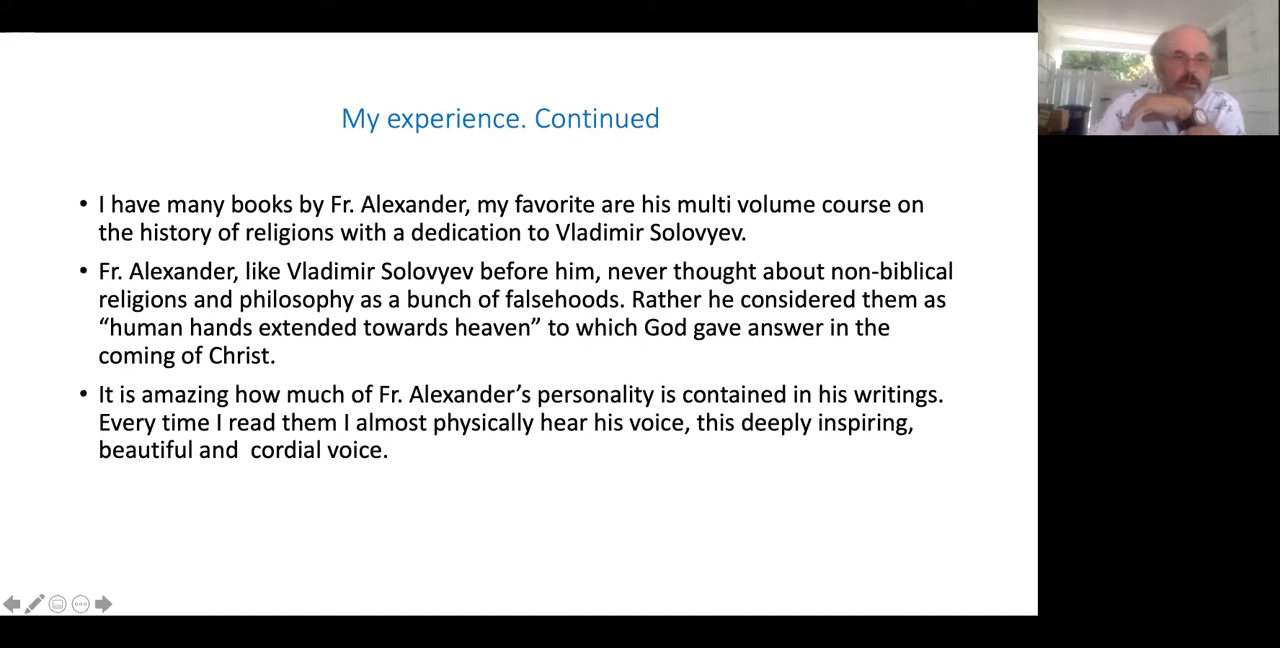 My experience. Continued
• I have many books by Fr. Alexander, my favorite are his multi volume course on
the history of religions with a dedication to Vladimir Solovyev.
• Fr. Alexander, like Vladimir Solovyev before him, never thought about non-biblical
religions and philosophy as a bunch of falsehoods. Rather he considered them as
“human hands extended towards heaven” to which God gave answer in the
coming of Christ.
• It is amazing how much of Fr. Alexander’s personality is contained in his writings.
Every time I read them I almost physically hear his voice, this deeply inspiring,
beautiful and  cordial voice.